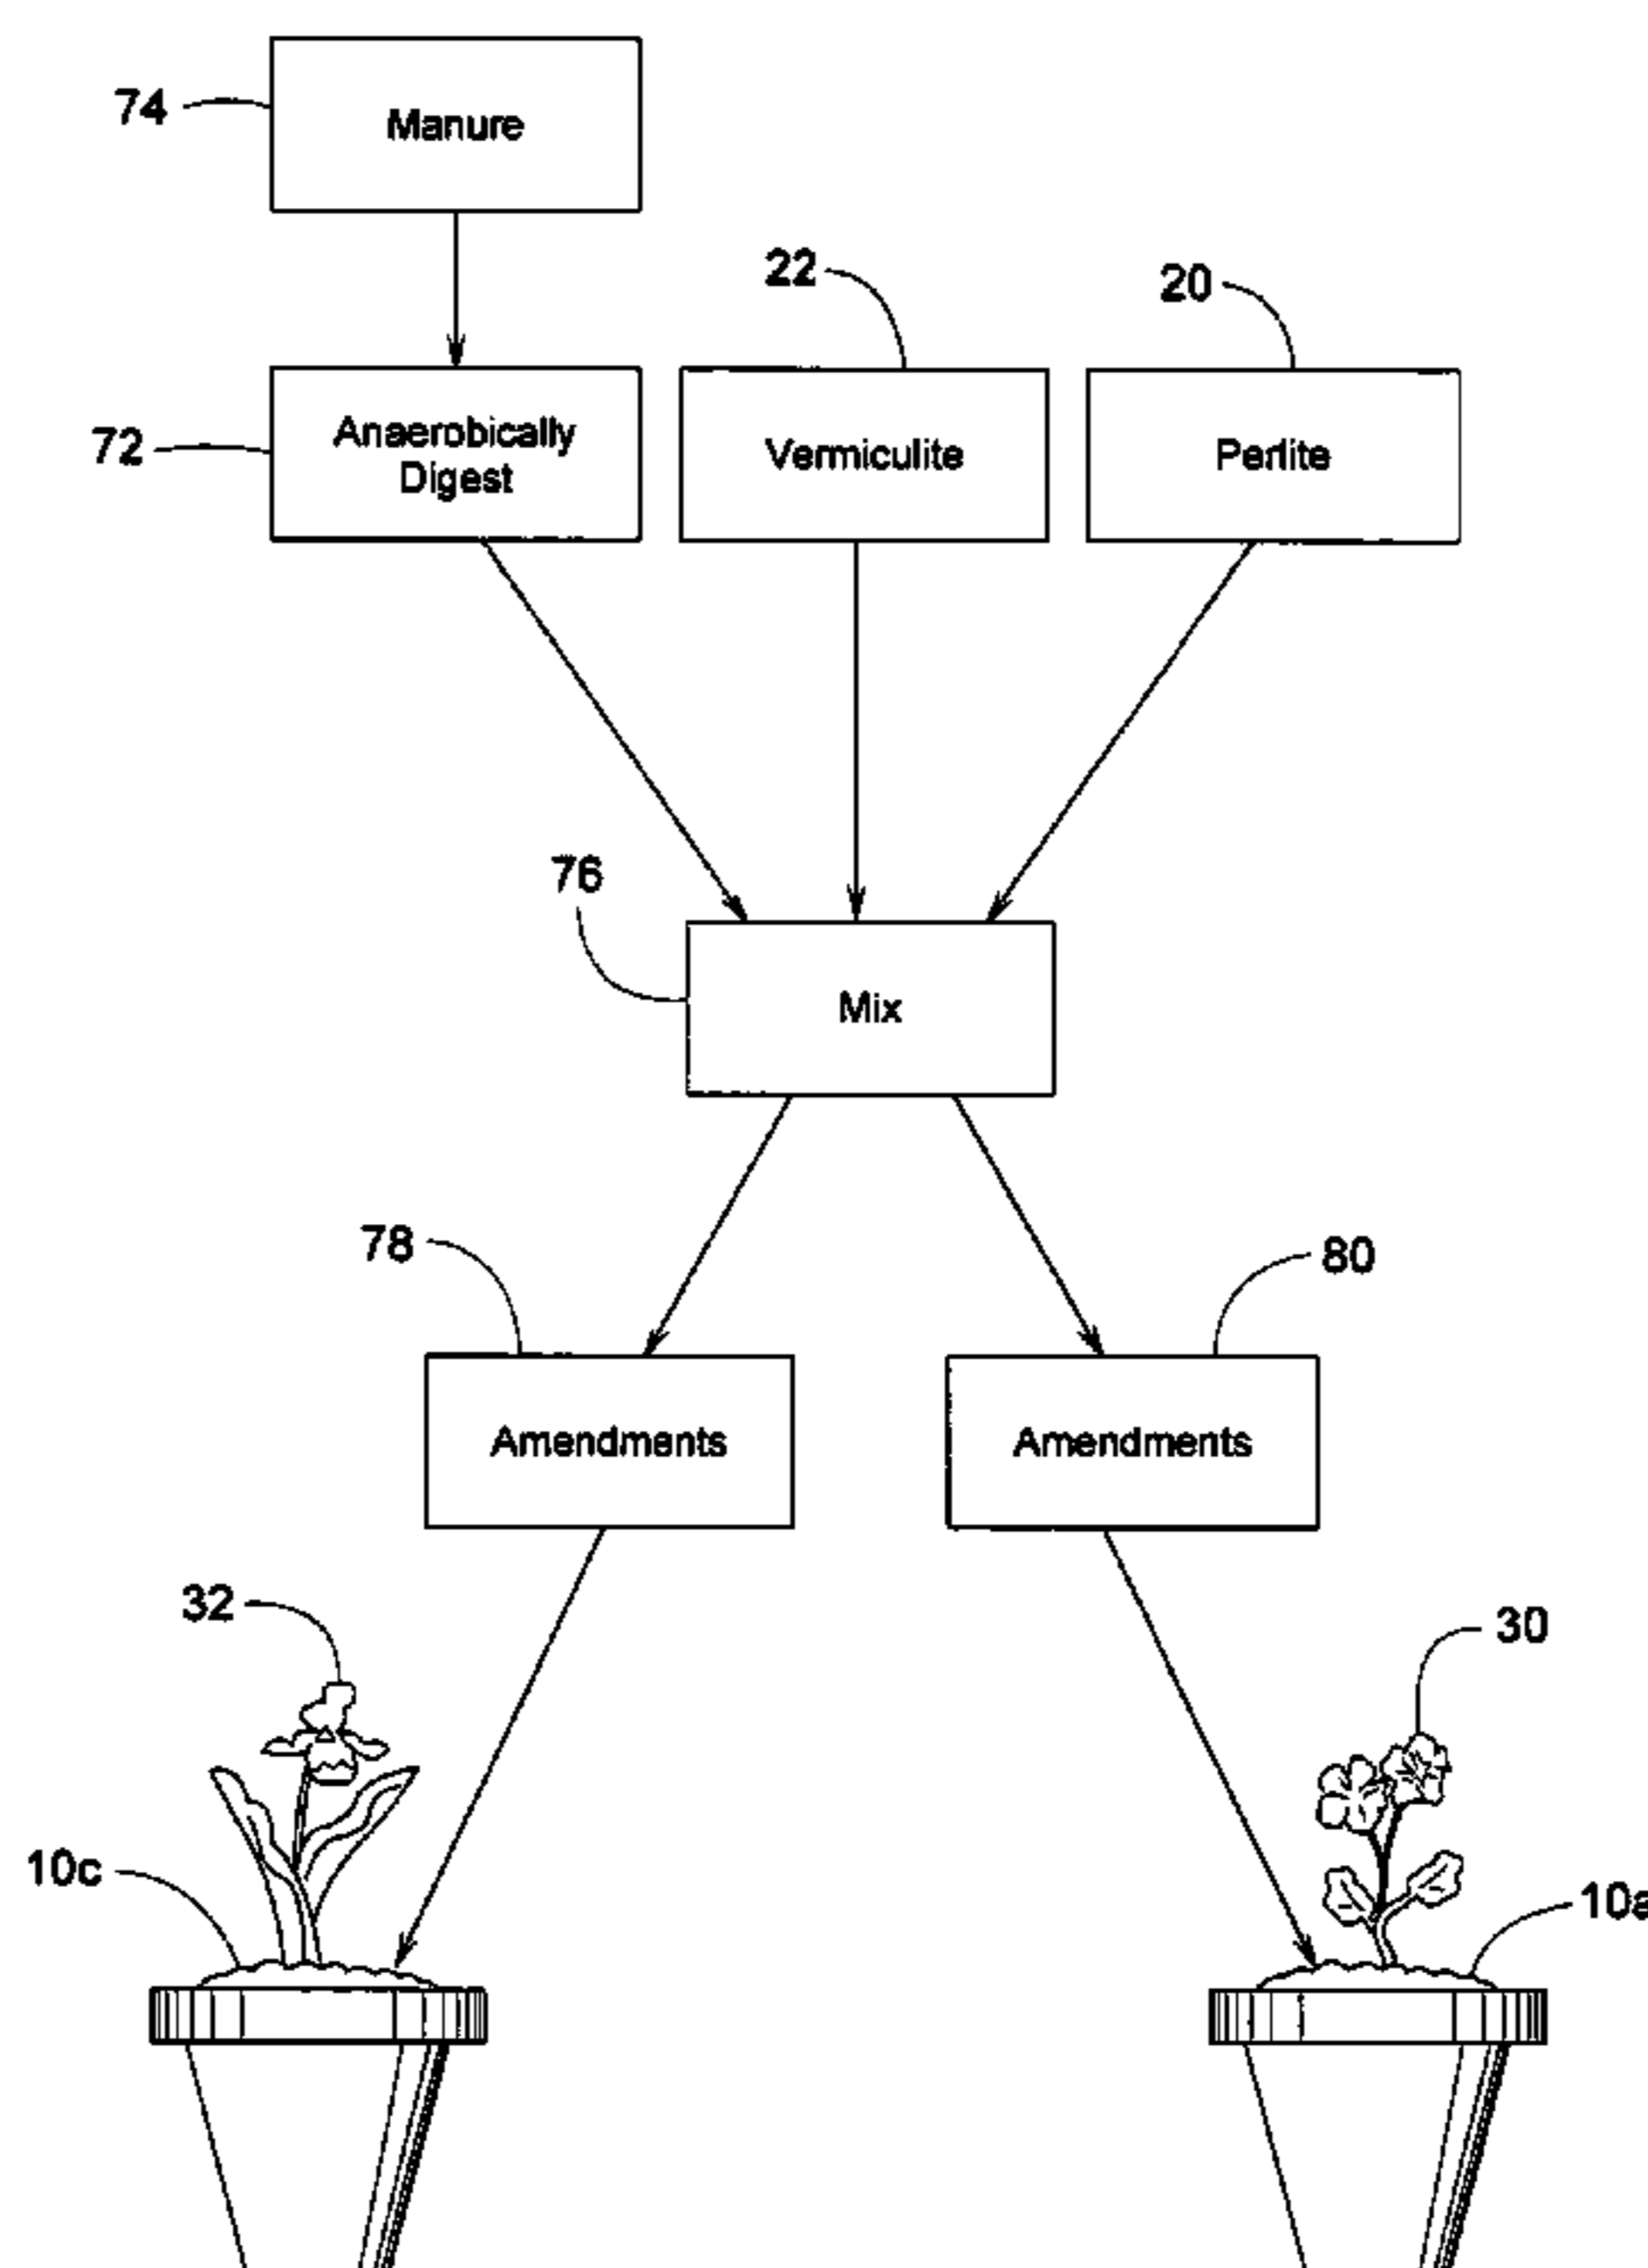 74
Manure
22
20
72
Anaerobically
Digest
Vermiculite
Perlite
76
Mix
78
80
Amendments
Amendments
32
30
10c
10a